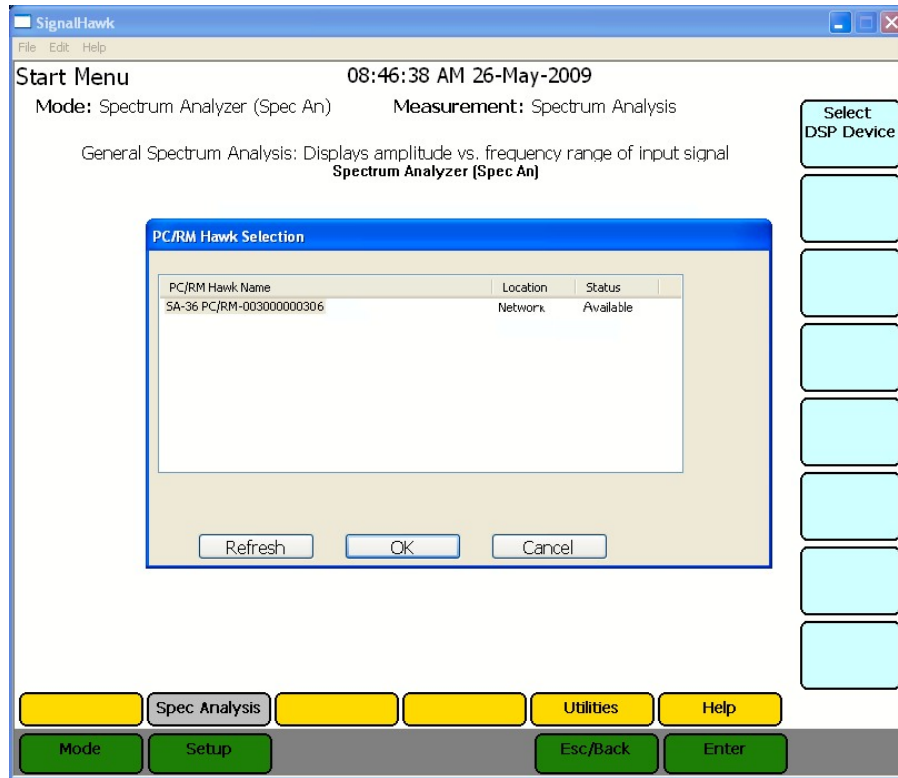 SignalHawk
File Edit Help
Start Menu 08:46:38 AM 26-May-2009
Mode: Spectrum Analyzer (Spec An) Measurement: Spectrum Analysis
General Spectrum Analysis: Displays amplitude vs. frequency range of input signal
Spectrum Analyzer (Spec An)
Select
DSP Device
PC/RM Hawk Selection
PC/RM Hawk Name Location Status
SA-36 PC/RM-003000000306 Network Available
Refresh OK Cancel
Spec Analysis Utilities Help
Mode Setup Esc/Back Enter